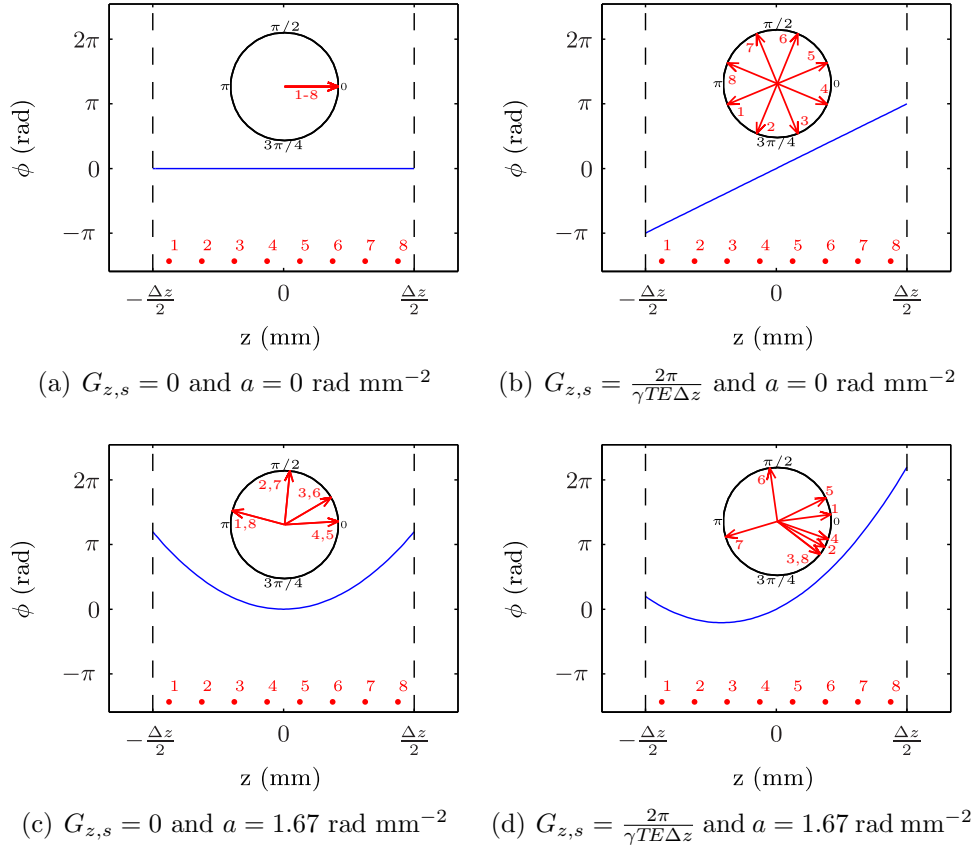 π/2
π 0
1-8
3π/4
2π
π
0
−π
ϕ (rad)
1 2 3 4 5 6 7 8
−Δz/2 0 Δz/2
z (mm)
(a) G_{z,s} = 0 and a = 0 rad mm⁻²
π/2
7 6
5
π 8 0
4
1 2 3
3π/4
2π
π
0
−π
ϕ (rad)
1 2 3 4 5 6 7 8
−Δz/2 0 Δz/2
z (mm)
(b) G_{z,s} = 2π/(γTEΔz) and a = 0 rad mm⁻²
π/2
2,7 3,6
π 1,8 0
4,5
3π/4
2π
π
0
−π
ϕ (rad)
1 2 3 4 5 6 7 8
−Δz/2 0 Δz/2
z (mm)
(c) G_{z,s} = 0 and a = 1.67 rad mm⁻²
π/2
6 5
1
π 0
7 4
2
3,8
3π/4
2π
π
0
−π
ϕ (rad)
1 2 3 4 5 6 7 8
−Δz/2 0 Δz/2
z (mm)
(d) G_{z,s} = 2π/(γTEΔz) and a = 1.67 rad mm⁻²